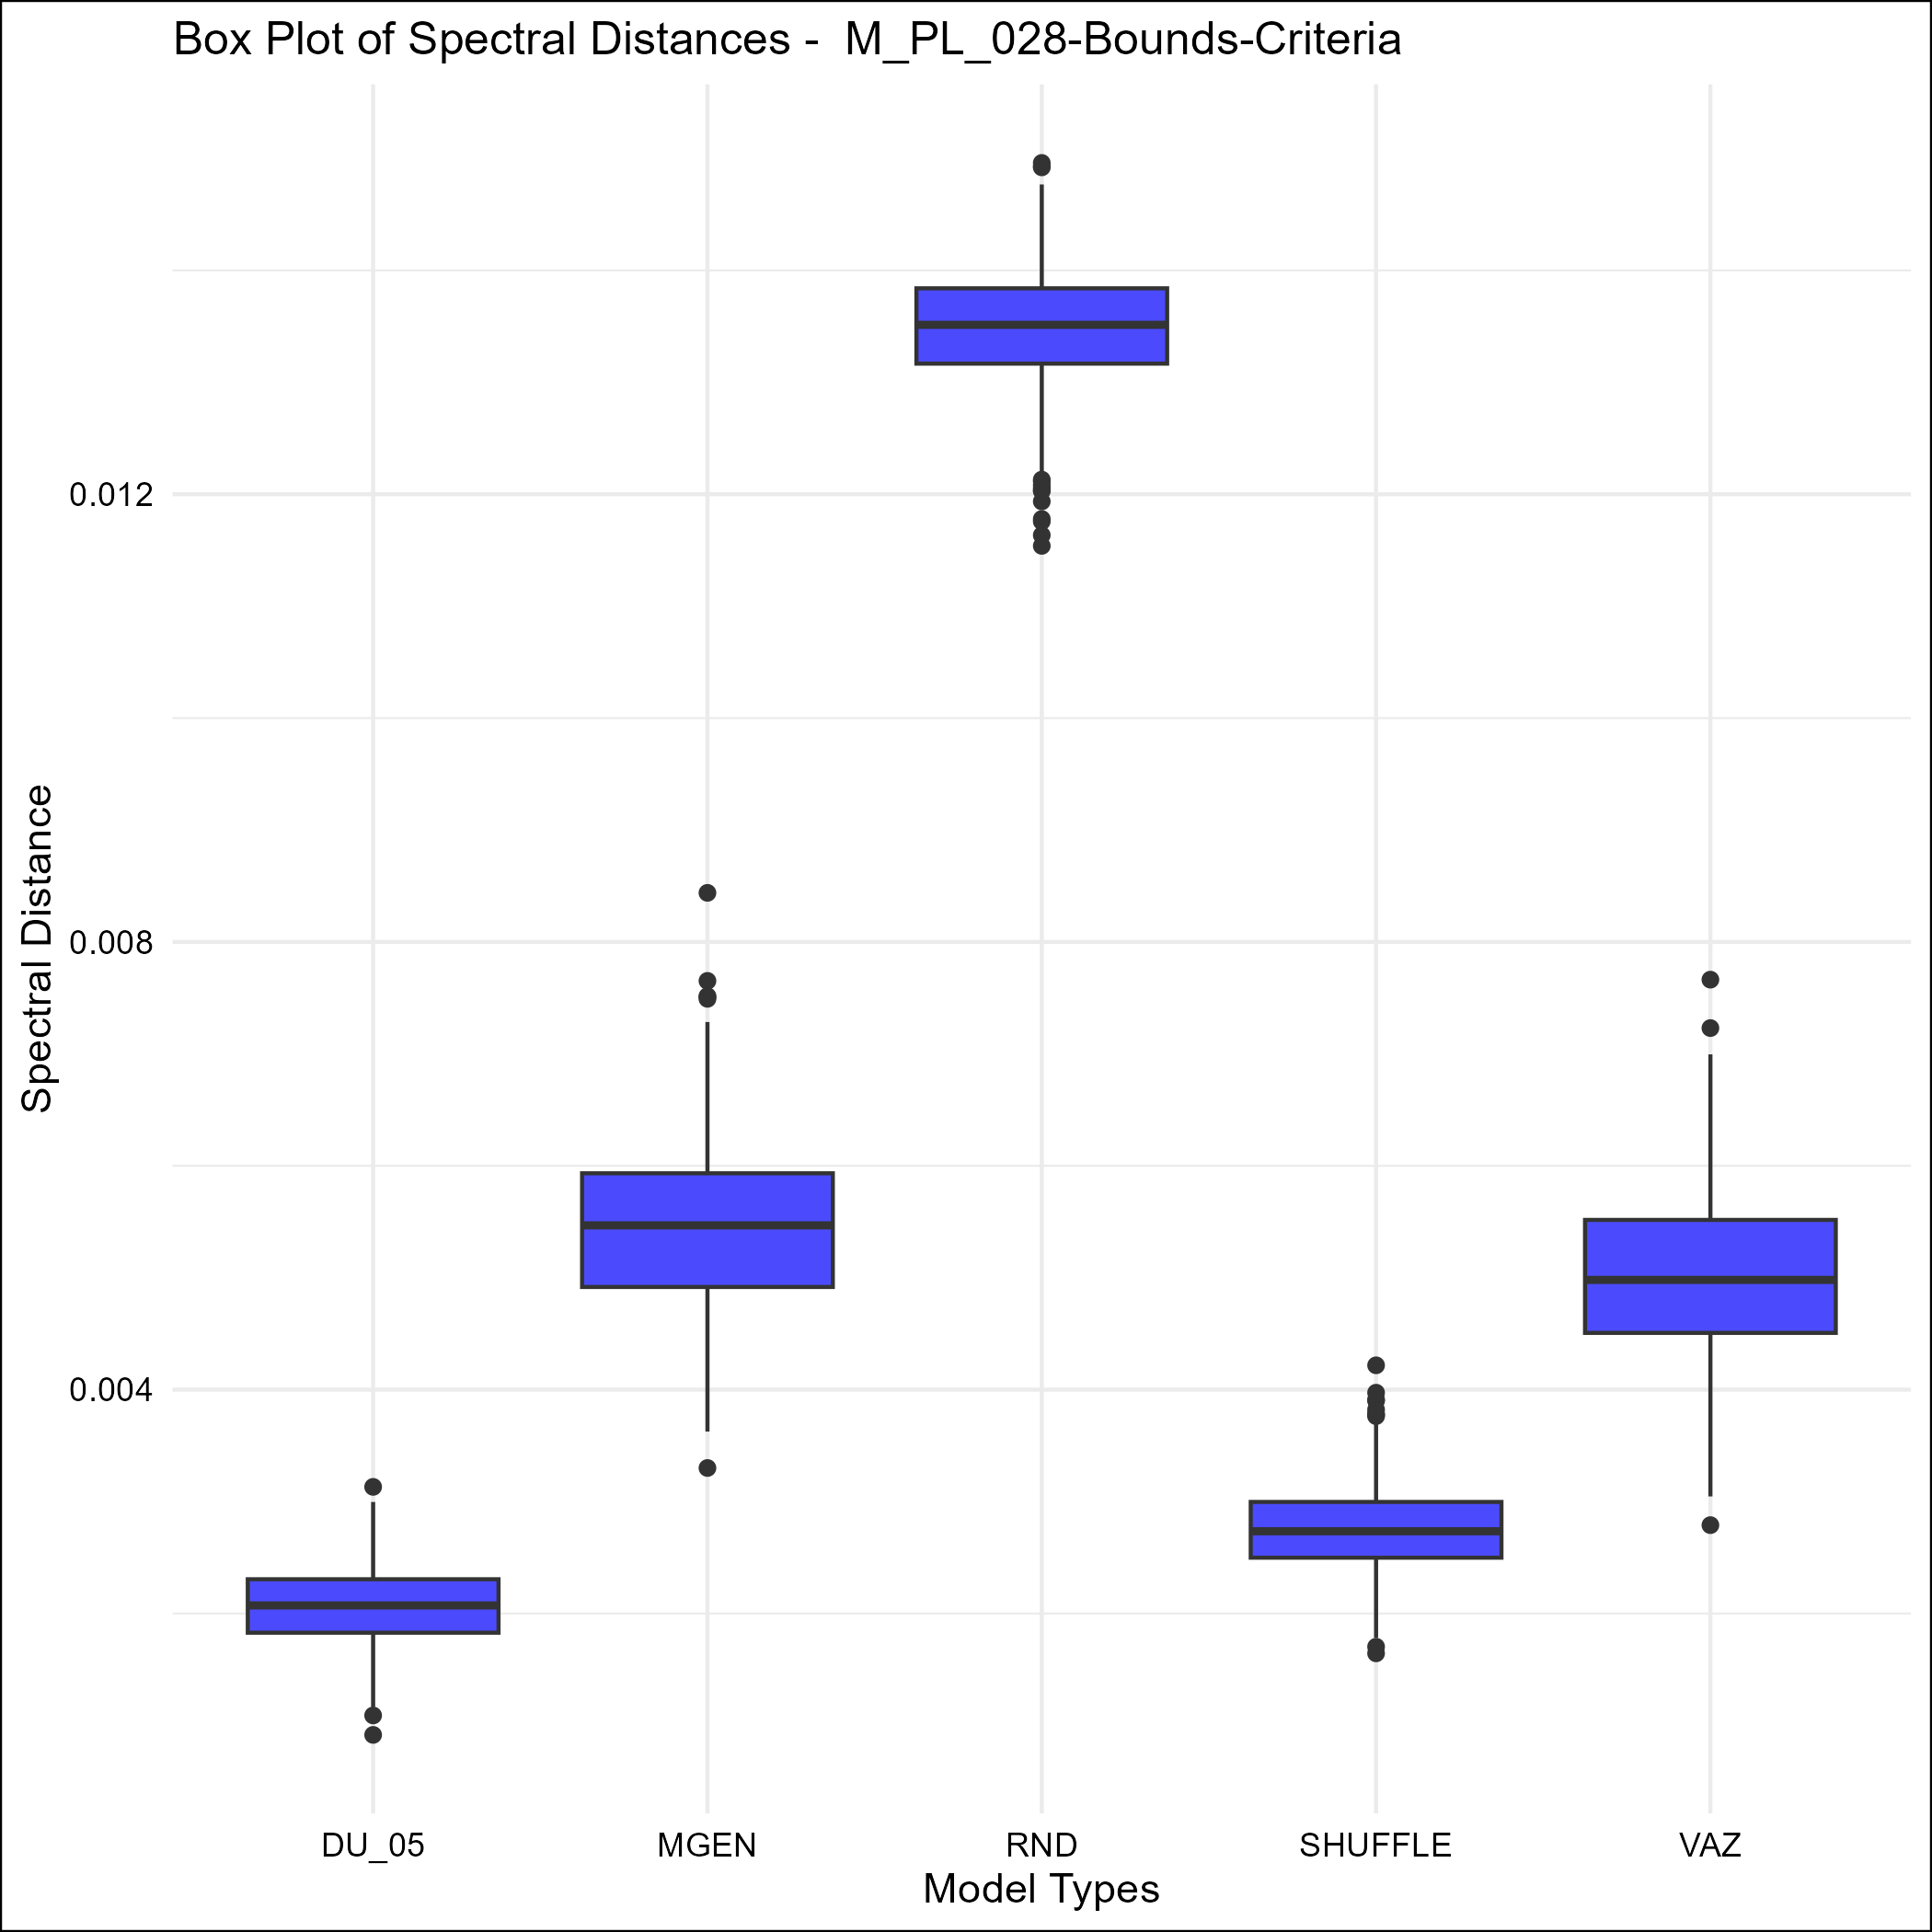 Box Plot of Spectral Distances -  M_PL_028-Bounds-Criteria
Spectral Distance
0.012
0.008
0.004
DU_05 MGEN RND SHUFFLE VAZ
Model Types